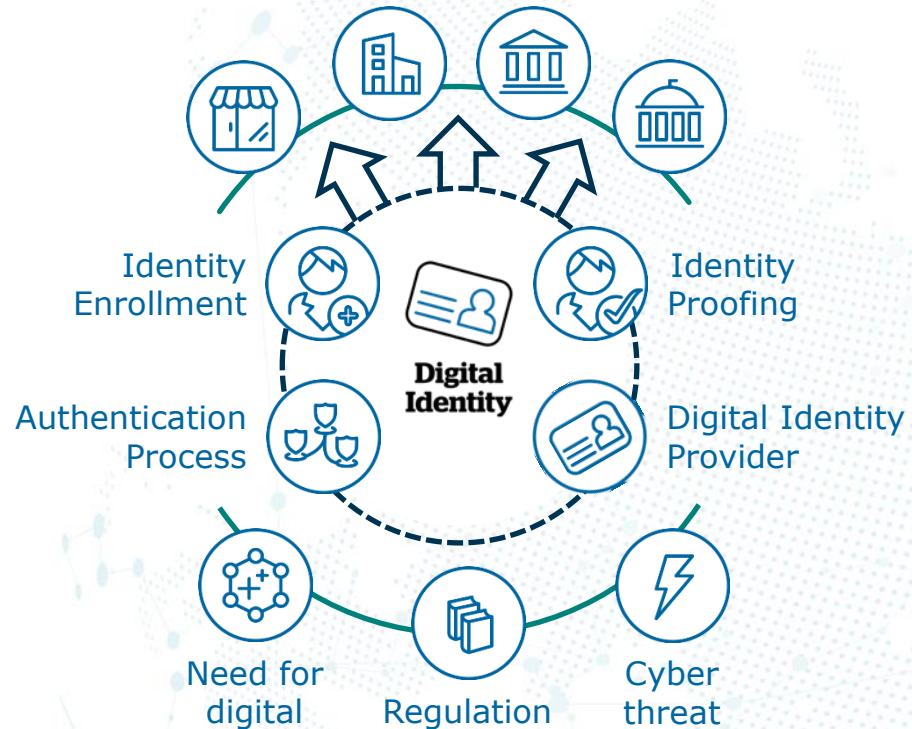 Identity
Enrollment
Identity
Proofing
Digital
Identity
Authentication
Process
Digital Identity
Provider
Need for
digital
Regulation
Cyber
threat